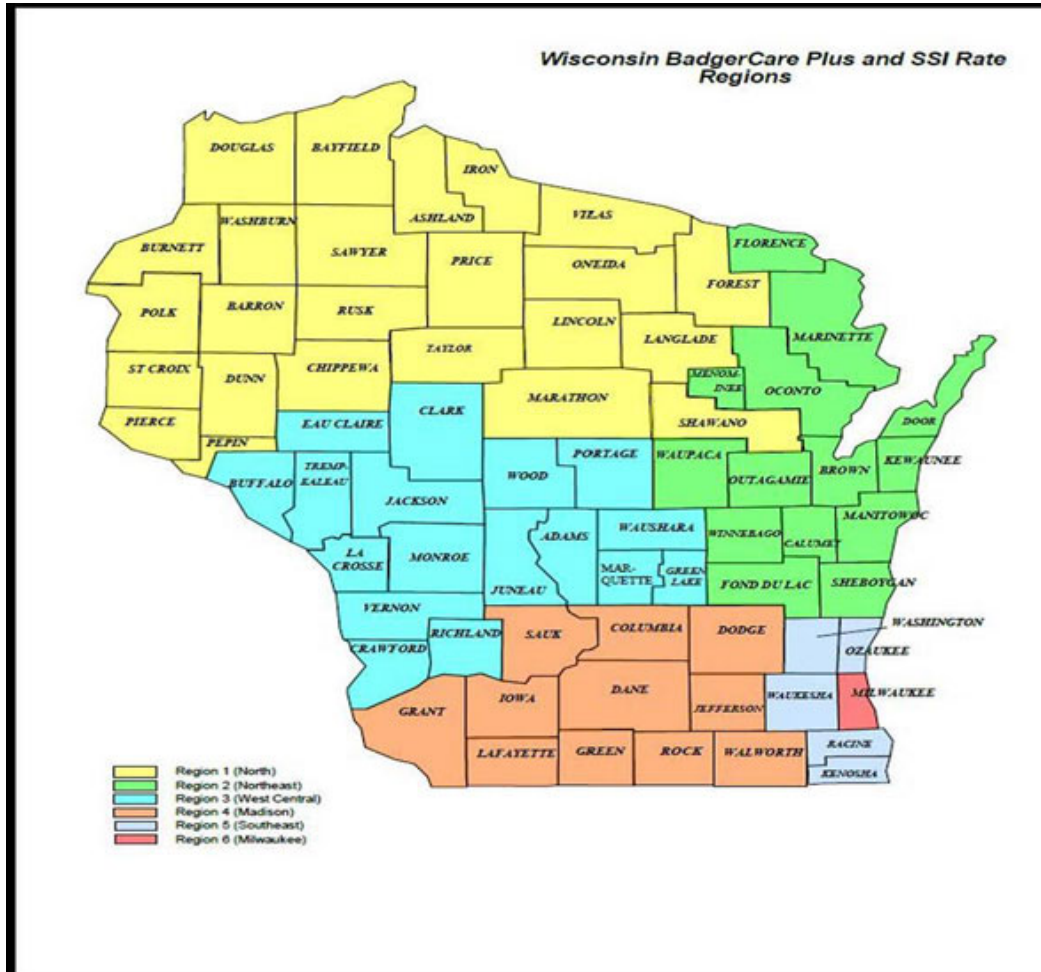 Wisconsin BadgerCare Plus and SSI Rate
Regions
DOUGLAS
BAYFIELD
IRON
ASHLAND
VILAS
WASHBURN
BURNETT
SAWYER
PRICE
ONEIDA
FLORENCE
FOREST
POLK
BARRON
RUSK
LINCOLN
LANGLADE
MARINETTE
TAYLOR
ST CROIX
DUNN
CHIPPEWA
MENOM-
INEE
OCONTO
MARATHON
CLARK
PIERCE
EAU CLAIRE
SHAWANO
DOOR
PEPIN
PORTAGE
WAUPACA
BUFFALO
TREMP-
EALEAU
WOOD
OUTAGAMIE
BROWN
KEWAUNEE
JACKSON
MANITOWOC
WAUSHARA
ADAMS
WINNEBAGO
CALUMET
LA
CROSSE
MONROE
MAR-
QUETTE
GREEN
LAKE
JUNEAU
FOND DU LAC
SHEBOYGAN
VERNON
RICHLAND
SAUK
COLUMBIA
DODGE
WASHINGTON
CRAWFORD
OZAUKEE
GRANT
IOWA
DANE
JEFFERSON
WAUKESHA
MILWAUKEE
LAFAYETTE
GREEN
ROCK
WALWORTH
RACINE
KENOSHA
Region 1 (North)
Region 2 (Northeast)
Region 3 (West Central)
Region 4 (Madison)
Region 5 (Southeast)
Region 6 (Milwaukee)